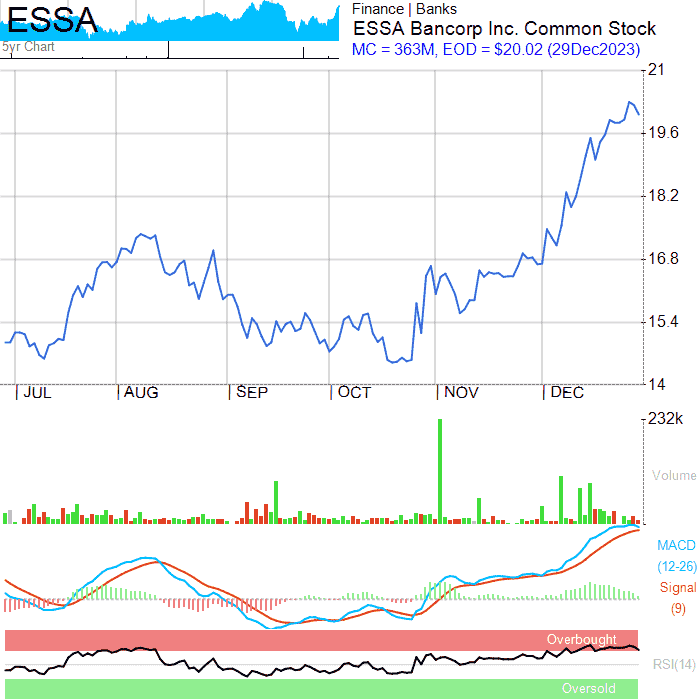 ESSA
5yr Chart
Finance | Banks
ESSA Bancorp Inc. Common Stock
MC = 363M, EOD = $20.02 (29Dec2023)
21
19.6
18.2
16.8
15.4
14
JUL AUG SEP OCT NOV DEC
232k
Volume
MACD
(12-26)
Signal
(9)
Overbought
RSI(14)
Oversold